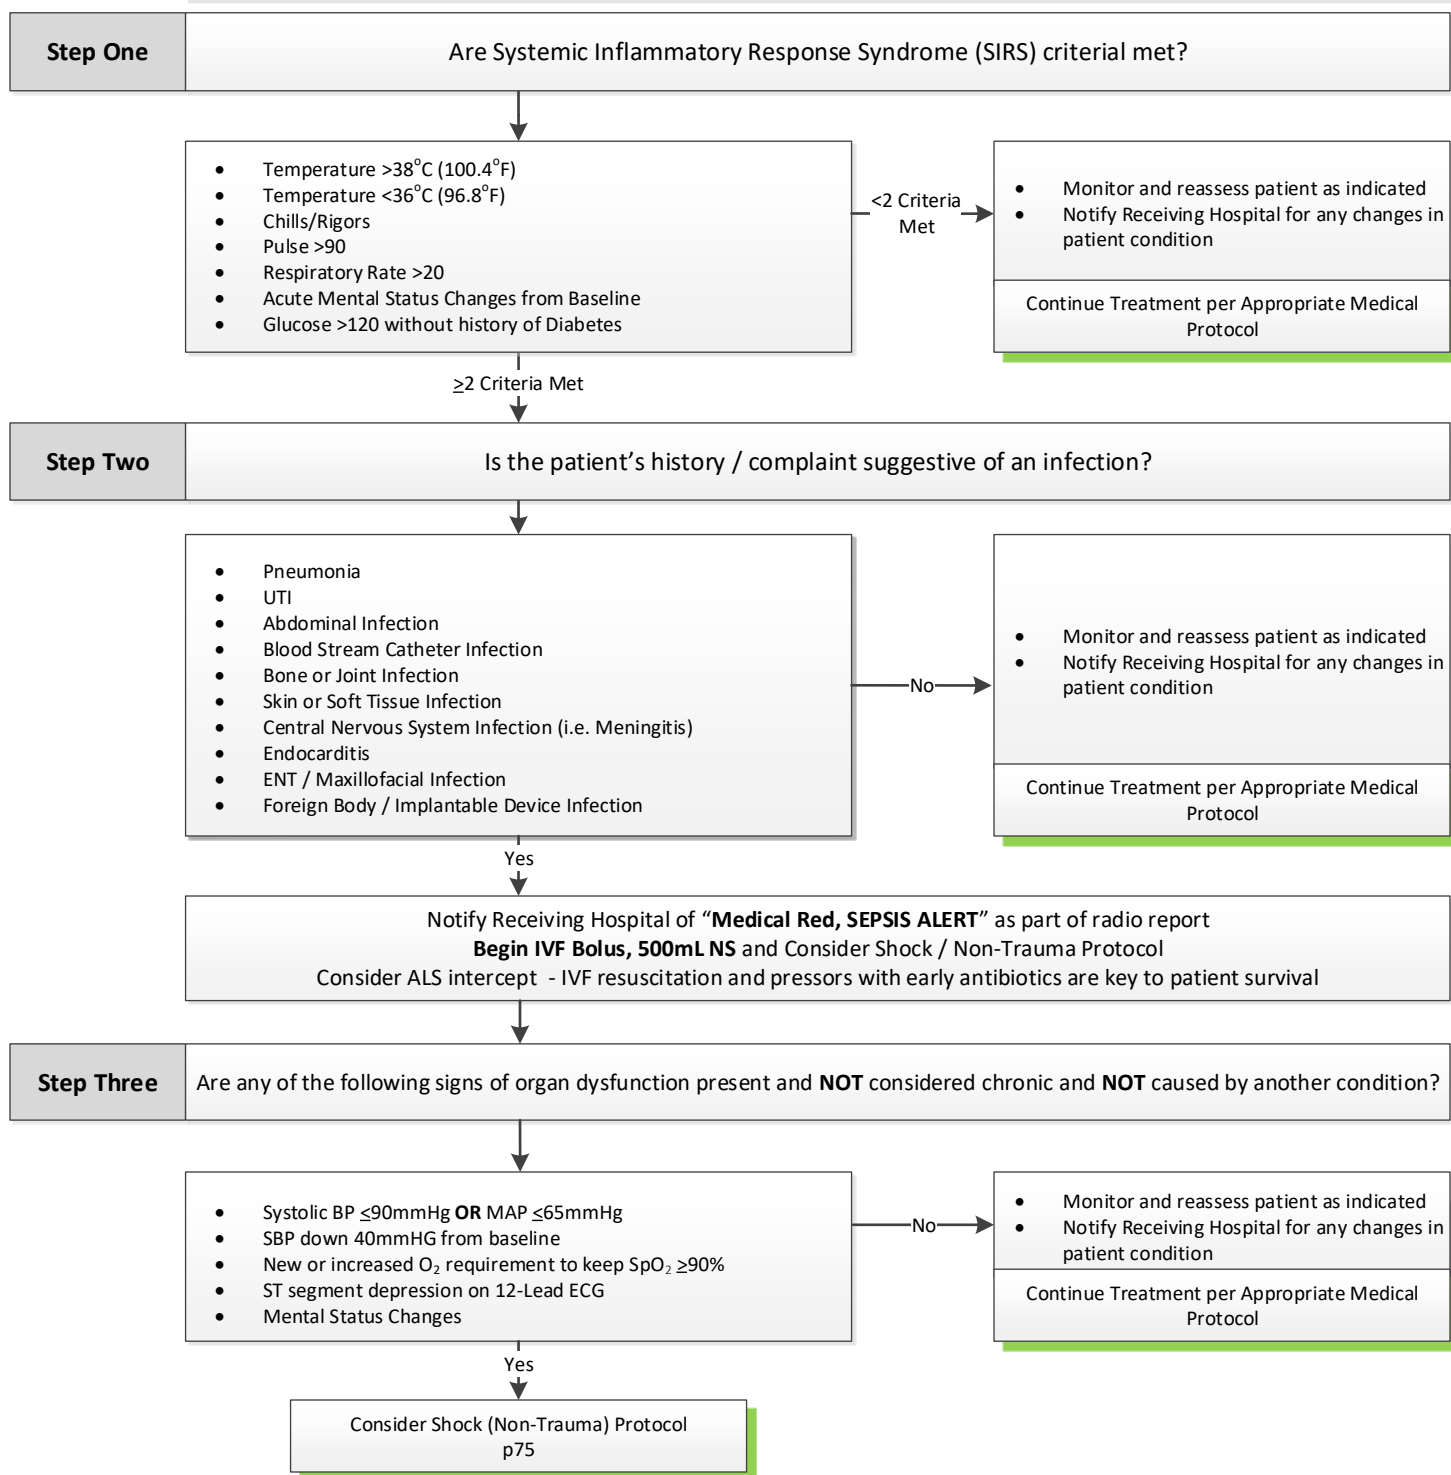 Step One
Are Systemic Inflammatory Response Syndrome (SIRS) criterial met?
• Temperature >38°C (100.4°F)
• Temperature <36°C (96.8°F)
• Chills/Rigors
• Pulse >90
• Respiratory Rate >20
• Acute Mental Status Changes from Baseline
• Glucose >120 without history of Diabetes
<2 Criteria
Met
• Monitor and reassess patient as indicated
• Notify Receiving Hospital for any changes in
patient condition
Continue Treatment per Appropriate Medical
Protocol
≥2 Criteria Met
Step Two
Is the patient’s history / complaint suggestive of an infection?
• Pneumonia
• UTI
• Abdominal Infection
• Blood Stream Catheter Infection
• Bone or Joint Infection
• Skin or Soft Tissue Infection
• Central Nervous System Infection (i.e. Meningitis)
• Endocarditis
• ENT / Maxillofacial Infection
• Foreign Body / Implantable Device Infection
No
• Monitor and reassess patient as indicated
• Notify Receiving Hospital for any changes in
patient condition
Continue Treatment per Appropriate Medical
Protocol
Yes
Notify Receiving Hospital of “Medical Red, SEPSIS ALERT” as part of radio report
Begin IVF Bolus, 500mL NS and Consider Shock / Non-Trauma Protocol
Consider ALS intercept - IVF resuscitation and pressors with early antibiotics are key to patient survival
Step Three
Are any of the following signs of organ dysfunction present and NOT considered chronic and NOT caused by another condition?
• Systolic BP ≤90mmHg OR MAP ≤65mmHg
• SBP down 40mmHG from baseline
• New or increased O₂ requirement to keep SpO₂ ≥90%
• ST segment depression on 12-Lead ECG
• Mental Status Changes
No
• Monitor and reassess patient as indicated
• Notify Receiving Hospital for any changes in
patient condition
Continue Treatment per Appropriate Medical
Protocol
Yes
Consider Shock (Non-Trauma) Protocol
p75